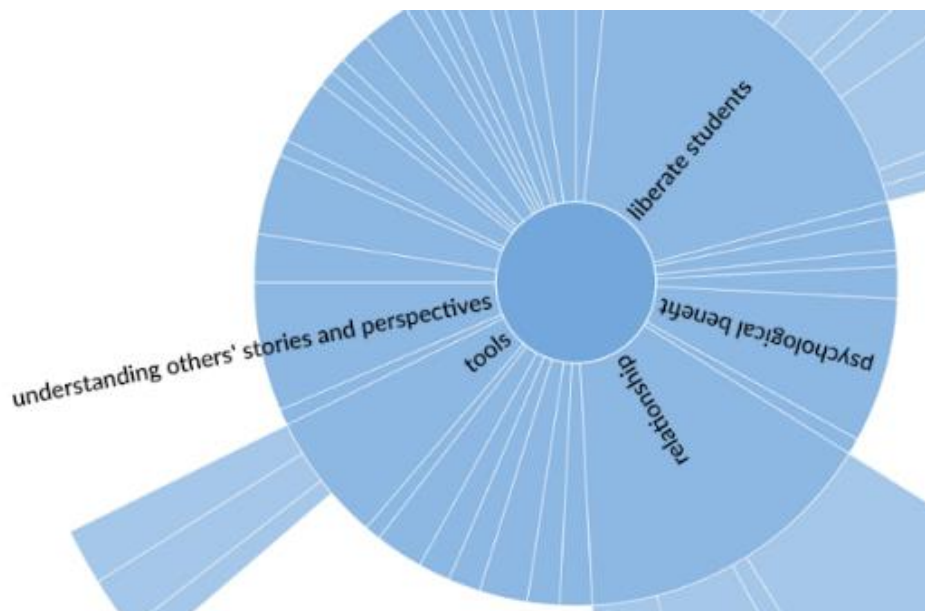 liberate students
psychological benefit
understanding others' stories and perspectives
tools
relationship